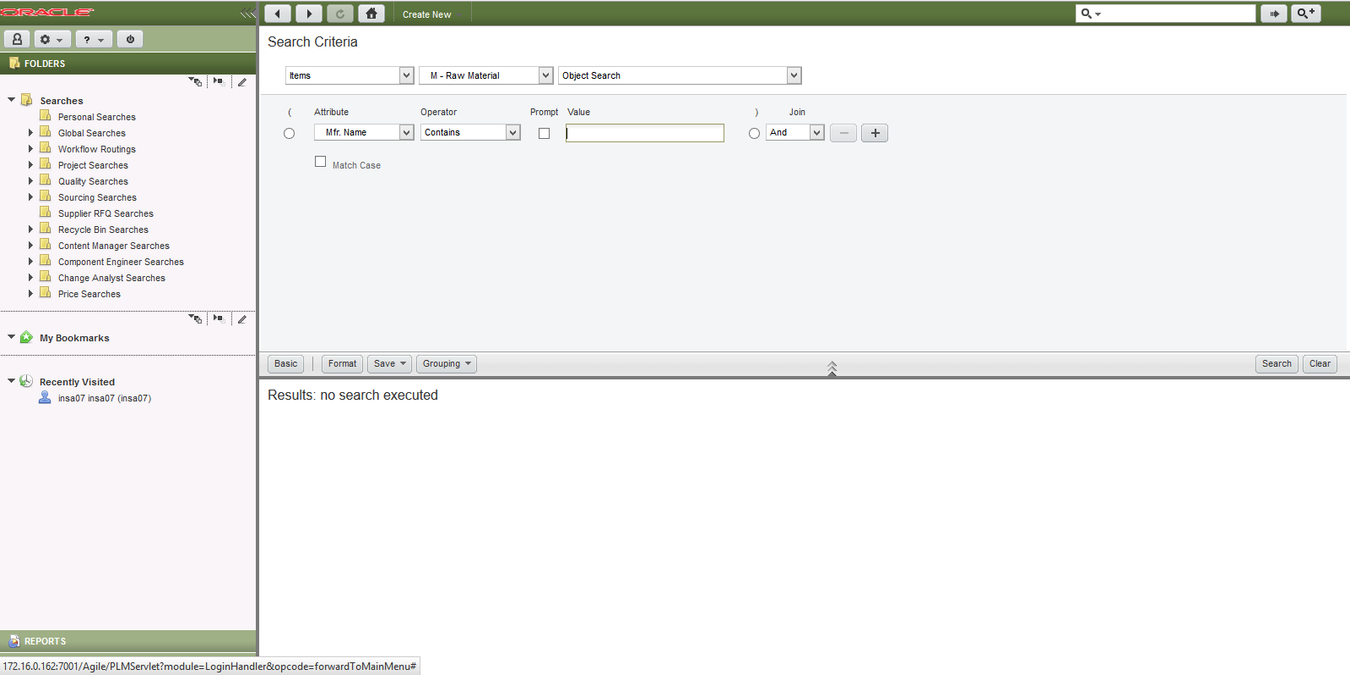 ORACLE
Create New
?
FOLDERS
Searches
Personal Searches
Global Searches
Workflow Routings
Project Searches
Quality Searches
Sourcing Searches
Supplier RFQ Searches
Recycle Bin Searches
Content Manager Searches
Component Engineer Searches
Change Analyst Searches
Price Searches
My Bookmarks
Recently Visited
insa07 insa07 (insa07)
REPORTS
172.16.0.162:7001/Agile/PLMServlet?module=LoginHandler&opcode=forwardToMainMenu#
Search Criteria
Items M - Raw Material Object Search
( Attribute Operator Prompt Value ) Join
Mfr. Name Contains And − +
Match Case
Basic Format Save Grouping Search Clear
Results: no search executed